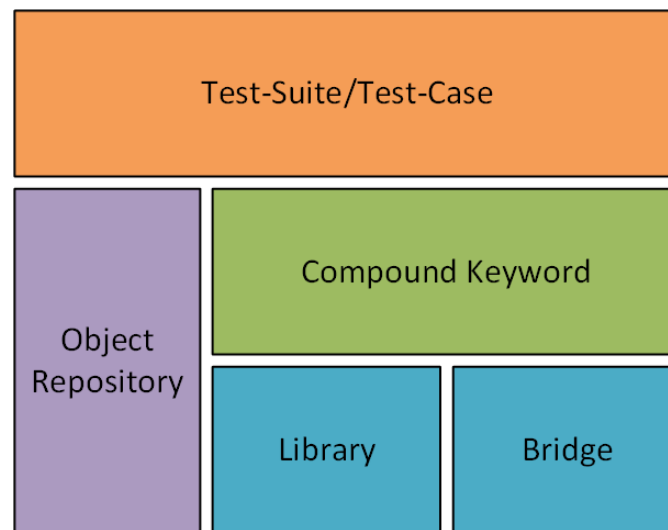 Test-Suite/Test-Case
Compound Keyword
Object
Repository
Library
Bridge